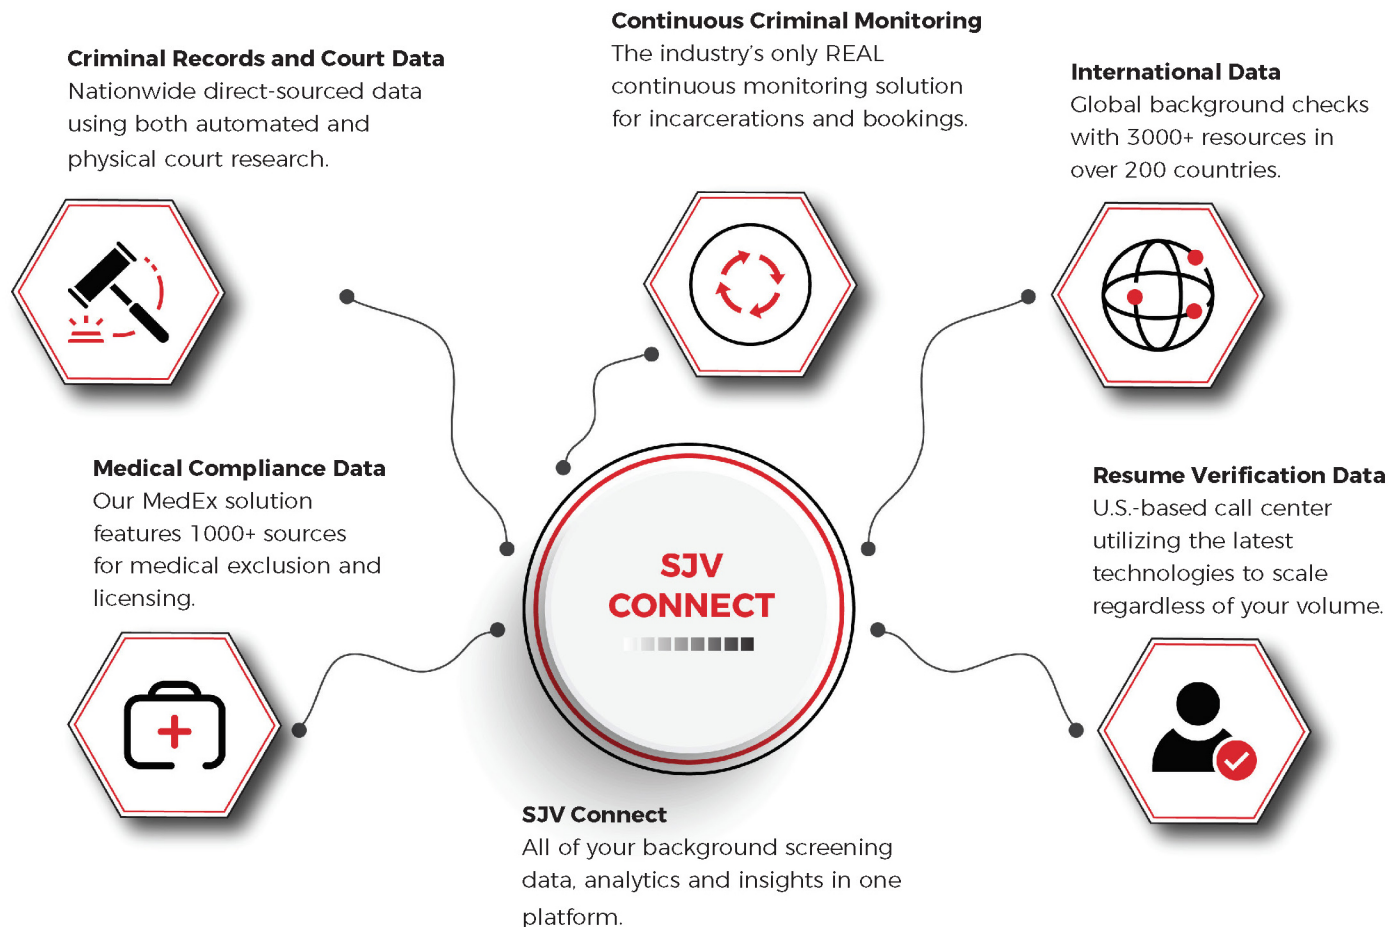 Criminal Records and Court Data
Nationwide direct-sourced data
using both automated and
physical court research.
Continuous Criminal Monitoring
The industry's only REAL
continuous monitoring solution
for incarcerations and bookings.
International Data
Global background checks
with 3000+ resources in
over 200 countries.
Medical Compliance Data
Our MedEx solution
features 1000+ sources
for medical exclusion and
licensing.
SJV
CONNECT
Resume Verification Data
U.S.-based call center
utilizing the latest
technologies to scale
regardless of your volume.
SJV Connect
All of your background screening
data, analytics and insights in one
platform.